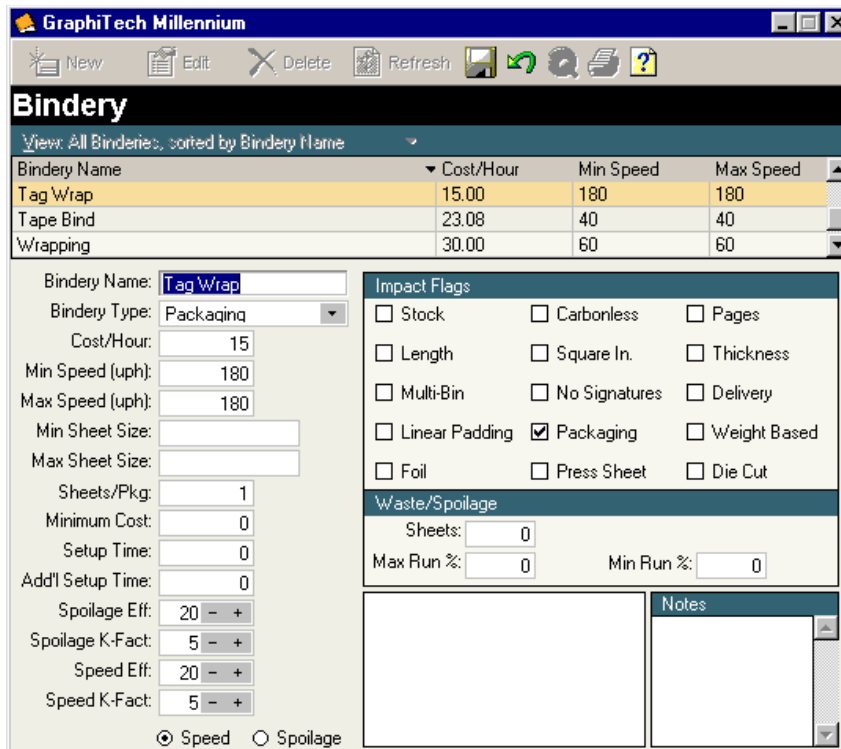 GraphiTech Millennium
New Edit Delete Refresh
Bindery
View: All Binderies, sorted by Bindery Name
Bindery Name Cost/Hour Min Speed Max Speed
Tag Wrap 15.00 180 180
Tape Bind 23.08 40 40
Wrapping 30.00 60 60
Bindery Name: Tag Wrap
Bindery Type: Packaging
Cost/Hour: 15
Min Speed (uph): 180
Max Speed (uph): 180
Min Sheet Size:
Max Sheet Size:
Sheets/Pkg: 1
Minimum Cost: 0
Setup Time: 0
Add'l Setup Time: 0
Spoilage Eff: 20 - +
Spoilage K-Fact: 5 - +
Speed Eff: 20 - +
Speed K-Fact: 5 - +
Speed Spoilage
Impact Flags
Stock Carbonless Pages
Length Square In. Thickness
Multi-Bin No Signatures Delivery
Linear Padding Packaging Weight Based
Foil Press Sheet Die Cut
Waste/Spoilage
Sheets: 0
Max Run %: 0 Min Run %: 0
Notes